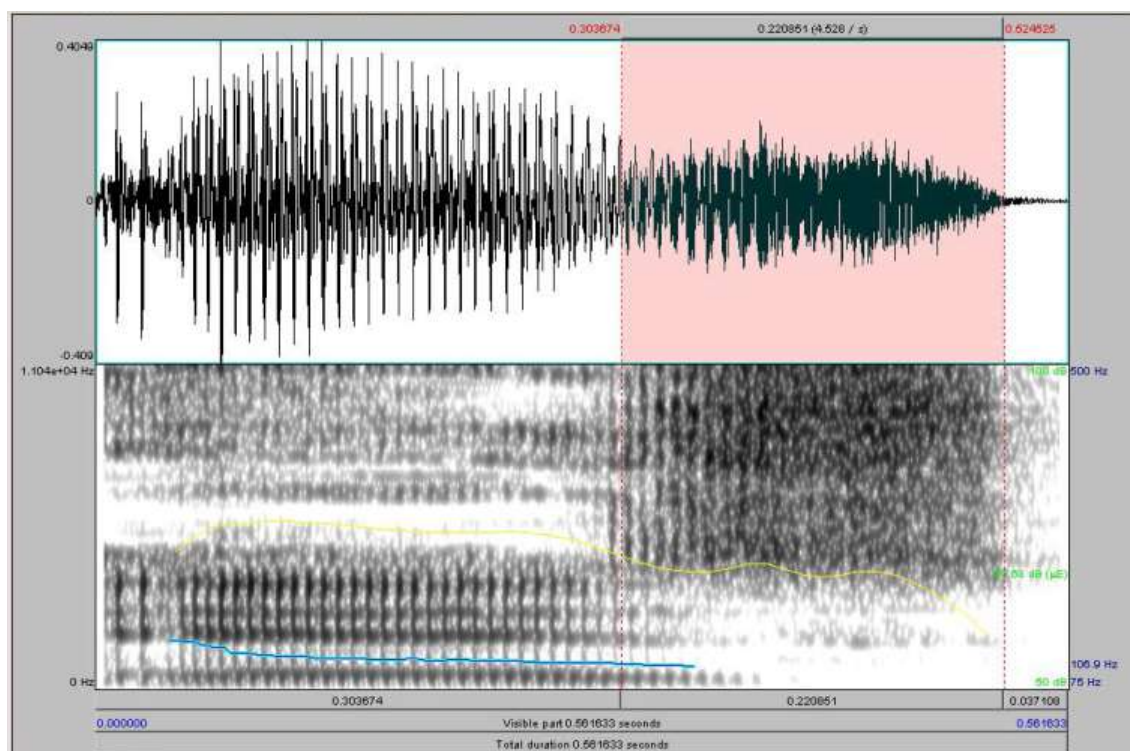 0.303674 0.220851 (4.528 / s) 0.524525
0.4049
0
-0.409
1.104e+04 Hz 100 dB 500 Hz
dB (µE)
106.9 Hz
0 Hz 50 dB 75 Hz
0.303674 0.220851 0.037108
0.000000 Visible part 0.561633 seconds 0.561633
Total duration 0.561633 seconds